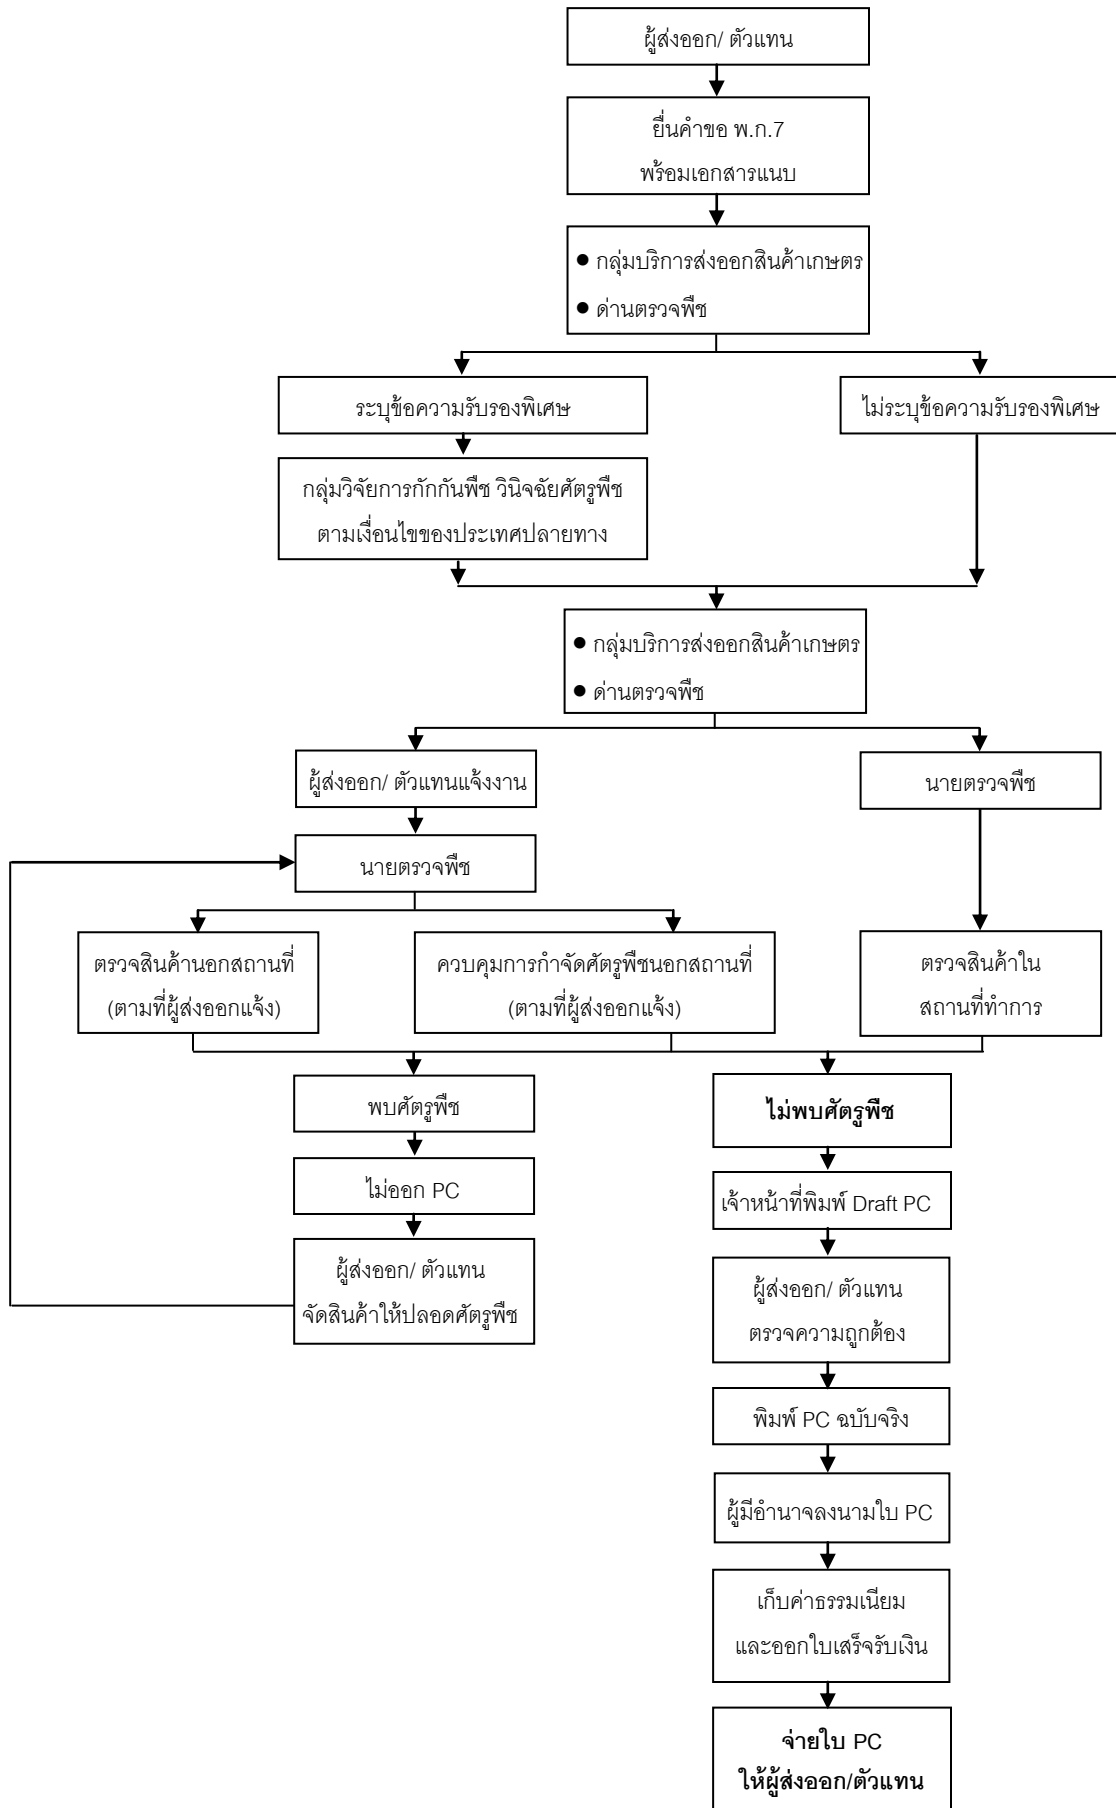 ผู้ส่งออก/ ตัวแทน
ยื่นคำขอ พ.ก.7
พร้อมเอกสารแนบ
● กลุ่มบริการส่งออกสินค้าเกษตร
● ด่านตรวจพืช
ระบุข้อความรับรองพิเศษ
ไม่ระบุข้อความรับรองพิเศษ
กลุ่มวิจัยการกักกันพืช วินิจฉัยศัตรูพืช
ตามเงื่อนไขของประเทศปลายทาง
● กลุ่มบริการส่งออกสินค้าเกษตร
● ด่านตรวจพืช
ผู้ส่งออก/ ตัวแทนแจ้งงาน
นายตรวจพืช
นายตรวจพืช
ตรวจสินค้านอกสถานที่
(ตามที่ผู้ส่งออกแจ้ง)
ควบคุมการกำจัดศัตรูพืชนอกสถานที่
(ตามที่ผู้ส่งออกแจ้ง)
ตรวจสินค้าใน
สถานที่ทำการ
พบศัตรูพืช
ไม่ออก PC
ผู้ส่งออก/ ตัวแทน
จัดสินค้าให้ปลอดศัตรูพืช
ไม่พบศัตรูพืช
เจ้าหน้าที่พิมพ์ Draft PC
ผู้ส่งออก/ ตัวแทน
ตรวจความถูกต้อง
พิมพ์ PC ฉบับจริง
ผู้มีอำนาจลงนามใบ PC
เก็บค่าธรรมเนียม
และออกใบเสร็จรับเงิน
จ่ายใบ PC
ให้ผู้ส่งออก/ตัวแทน